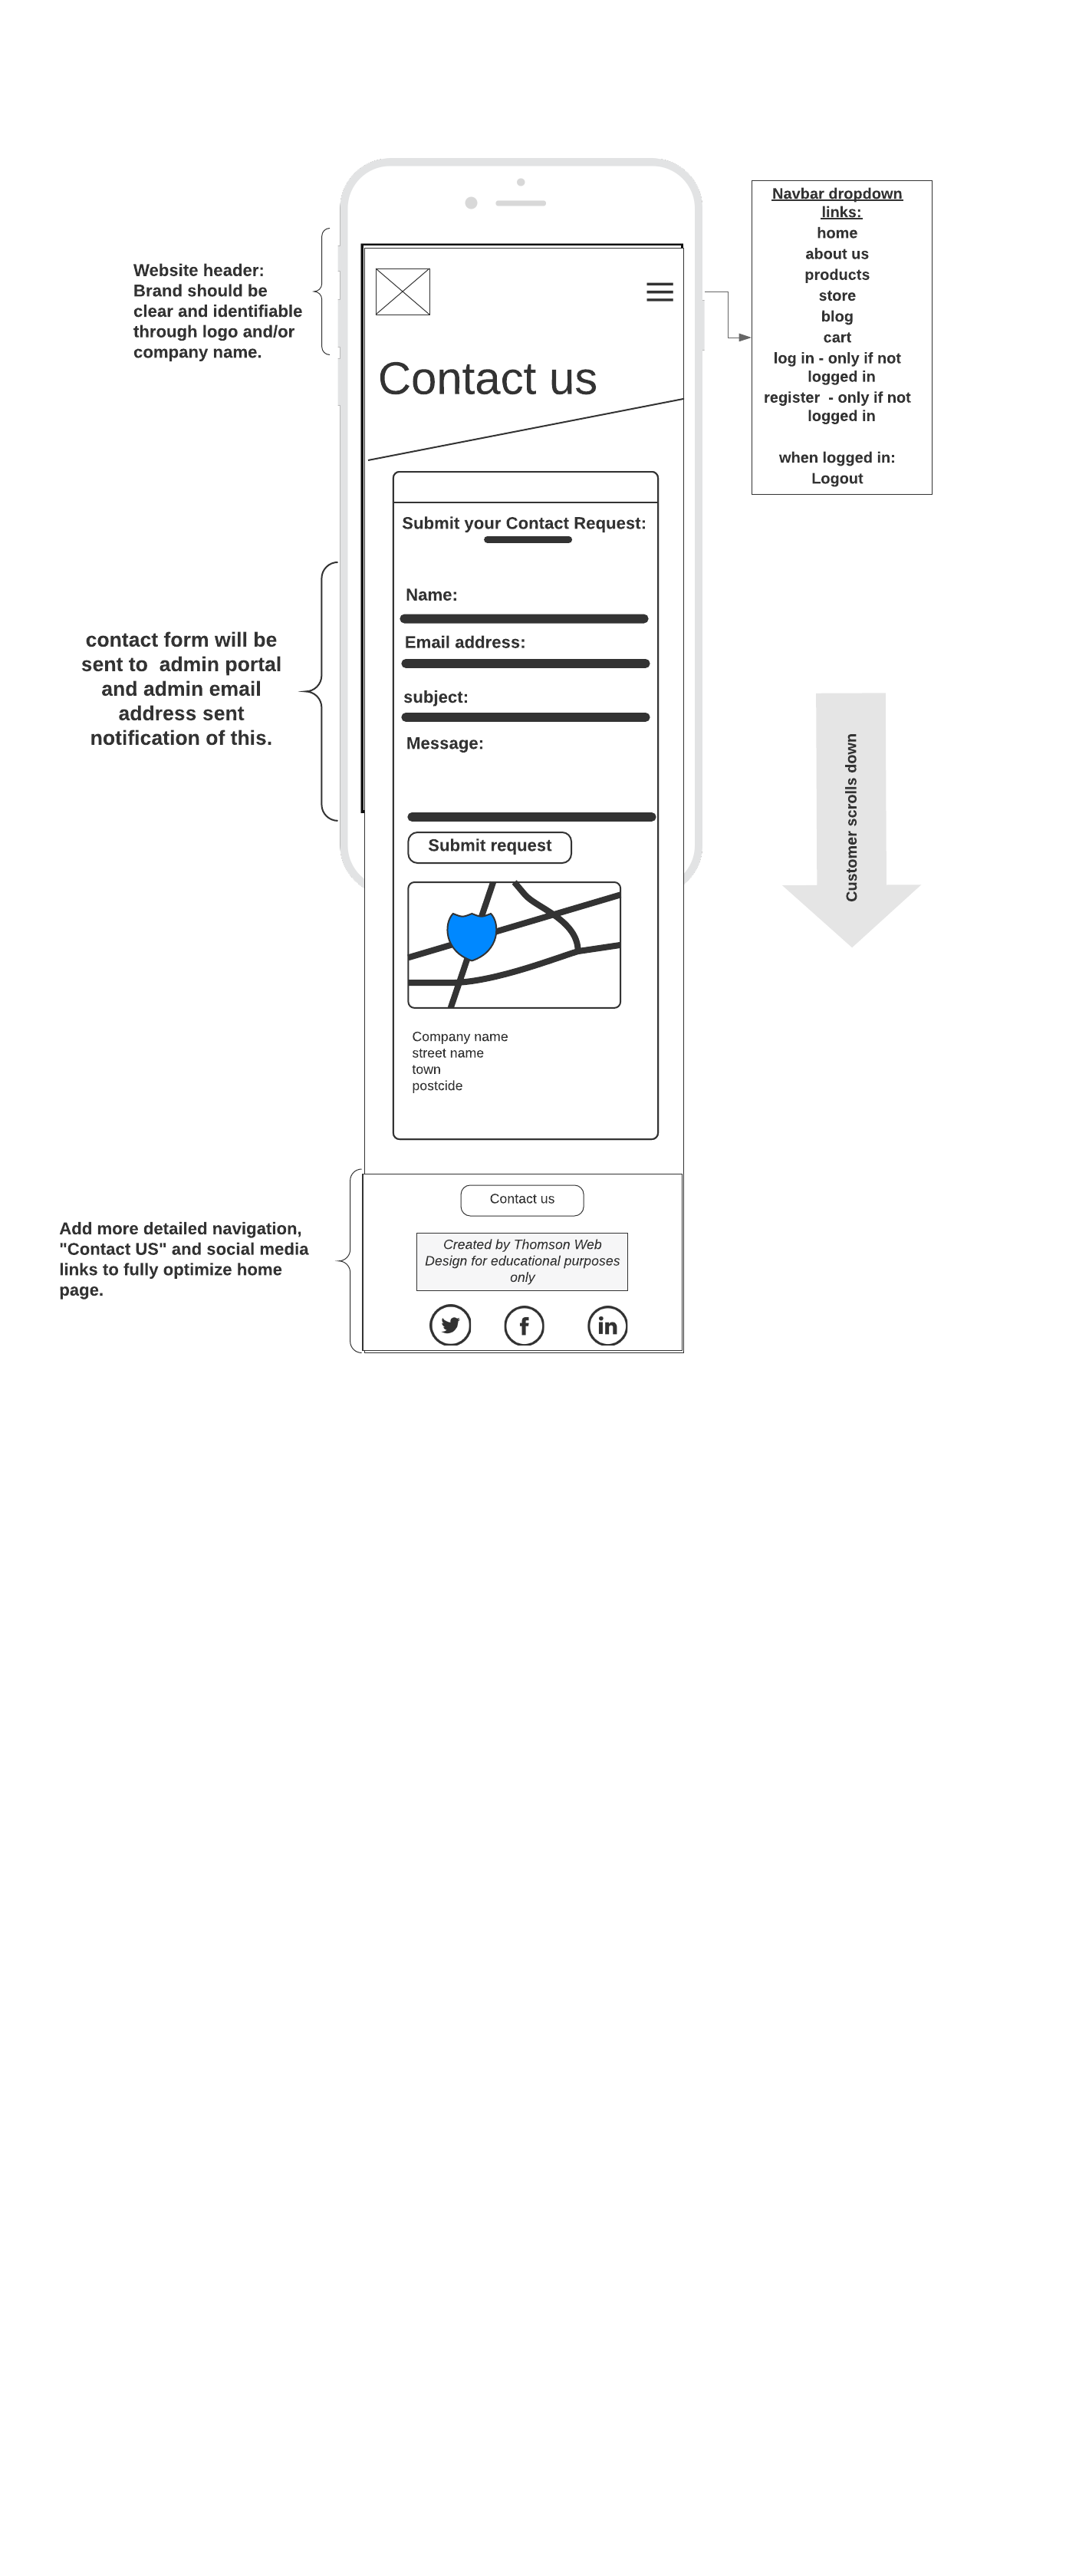 Navbar dropdown
links:
home
about us
products
store
blog
cart
log in - only if not
logged in
register  - only if not
logged in
when logged in:
Logout
Website header:
Brand should be
clear and identifiable
through logo and/or
company name.
Contact us
Submit your Contact Request:
Name:
Email address:
subject:
Message:
Submit request
contact form will be
sent to  admin portal
and admin email
address sent
notification of this.
Customer scrolls down
Company name
street name
town
postcide
Add more detailed navigation,
"Contact US" and social media
links to fully optimize home
page.
Contact us
Created by Thomson Web
Design for educational purposes
only